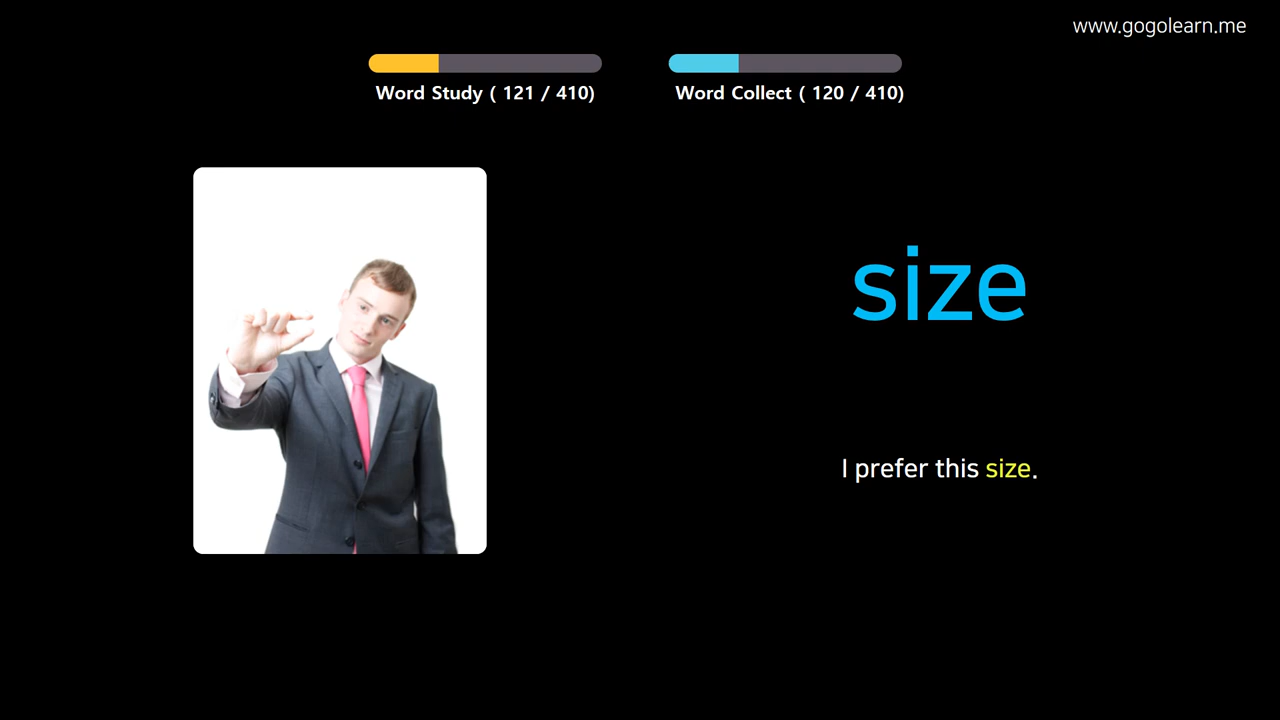 www.gogolearn.me
Word Study ( 121 / 410)
Word Collect ( 120 / 410)
size
I prefer this size.